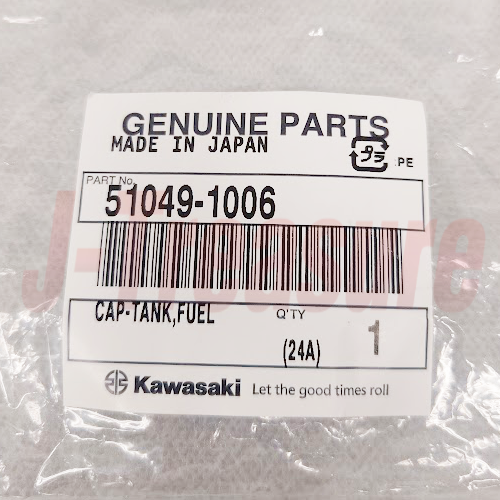 GENUINE PARTS
MADE IN JAPAN
プラ
PE
PART No.
51049-1006
CAP-TANK,FUEL
Q'TY
(24A)
1
Kawasaki Let the good times roll
J-Treasure